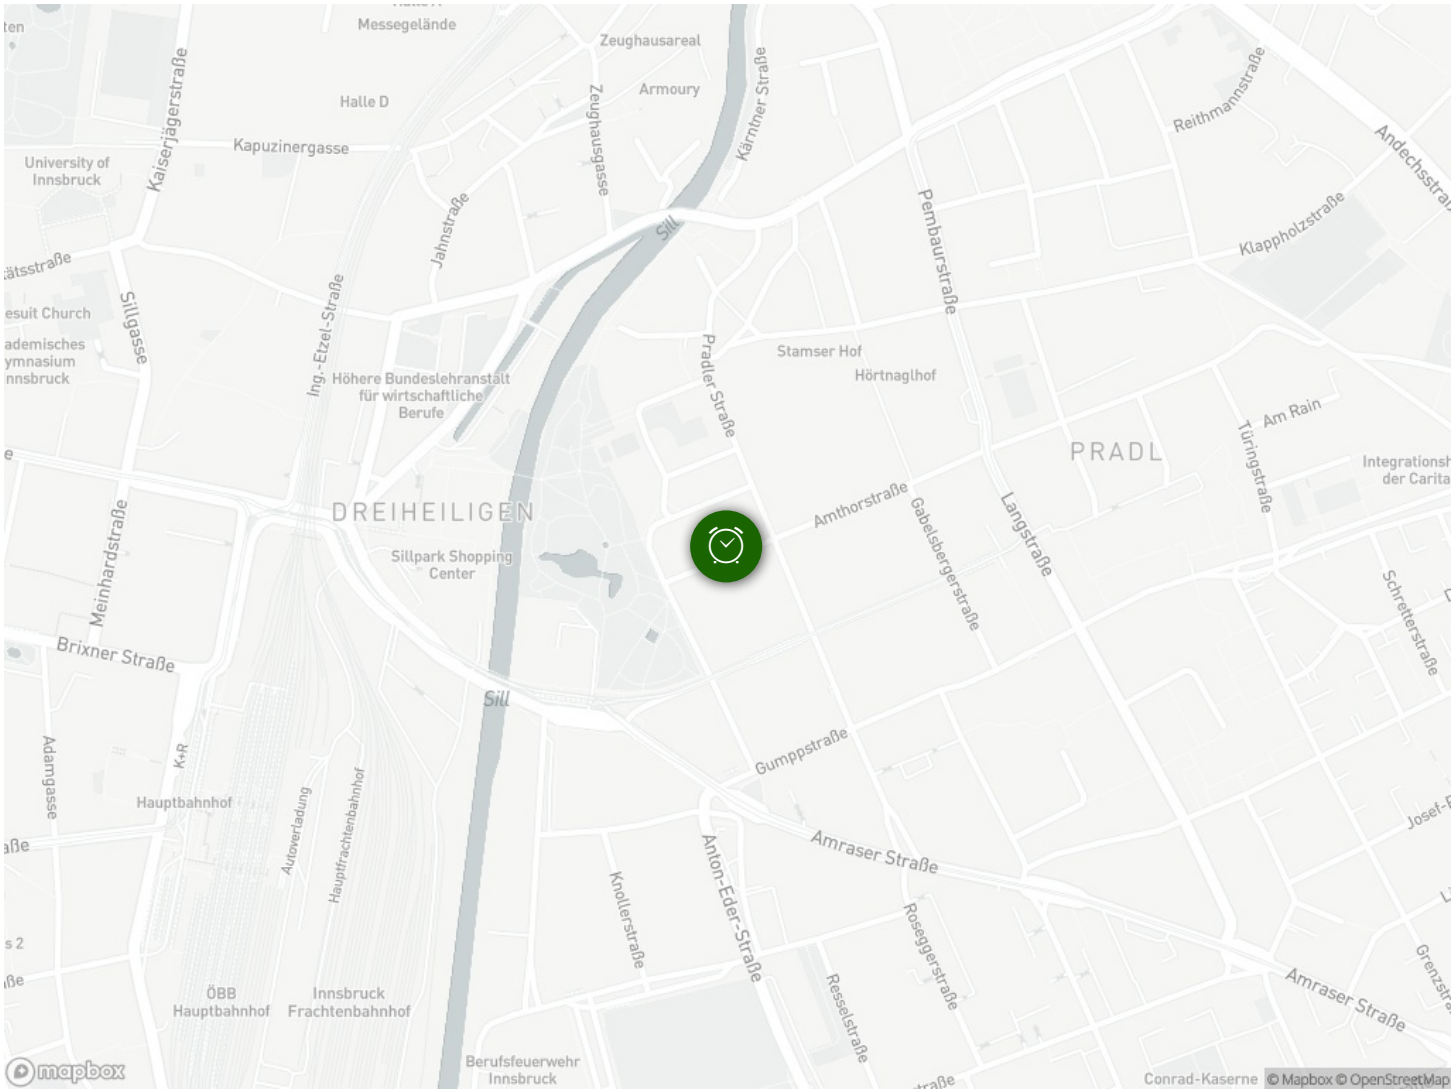 Messegelände
Zeughausareal
Armoury
Halle D
Kapuzinergasse
Kaiserjägerstraße
Zeughausgasse
Kärntner Straße
Reithmannstraße
University of
Innsbruck
Jahnstraße
Sill
Pembaurstraße
Klappholzstraße
Sillgasse
Ing.-Etzel-Straße
Höhere Bundeslehranstalt
für wirtschaftliche
Berufe
Pradler Straße
Stamser Hof
Hörtnaglhof
Am Rain
Türingstraße
PRADL
DREIHEILIGEN
Amthorstraße
Gabelsbergerstraße
Langstraße
Sillpark Shopping
Center
Meinhardstraße
Brixner Straße
Schretterstraße
Sill
Adamgasse
K+R
Hauptbahnhof
Autoverladung
Hauptfrachtenbahnhof
Gumppstraße
Amraser Straße
Anton-Eder-Straße
Knollerstraße
Roseggerstraße
Resselstraße
ÖBB
Hauptbahnhof
Innsbruck
Frachtenbahnhof
Amraser Straße
Berufsfeuerwehr
Innsbruck
Conrad-Kaserne
mapbox
© Mapbox © OpenStreetMap